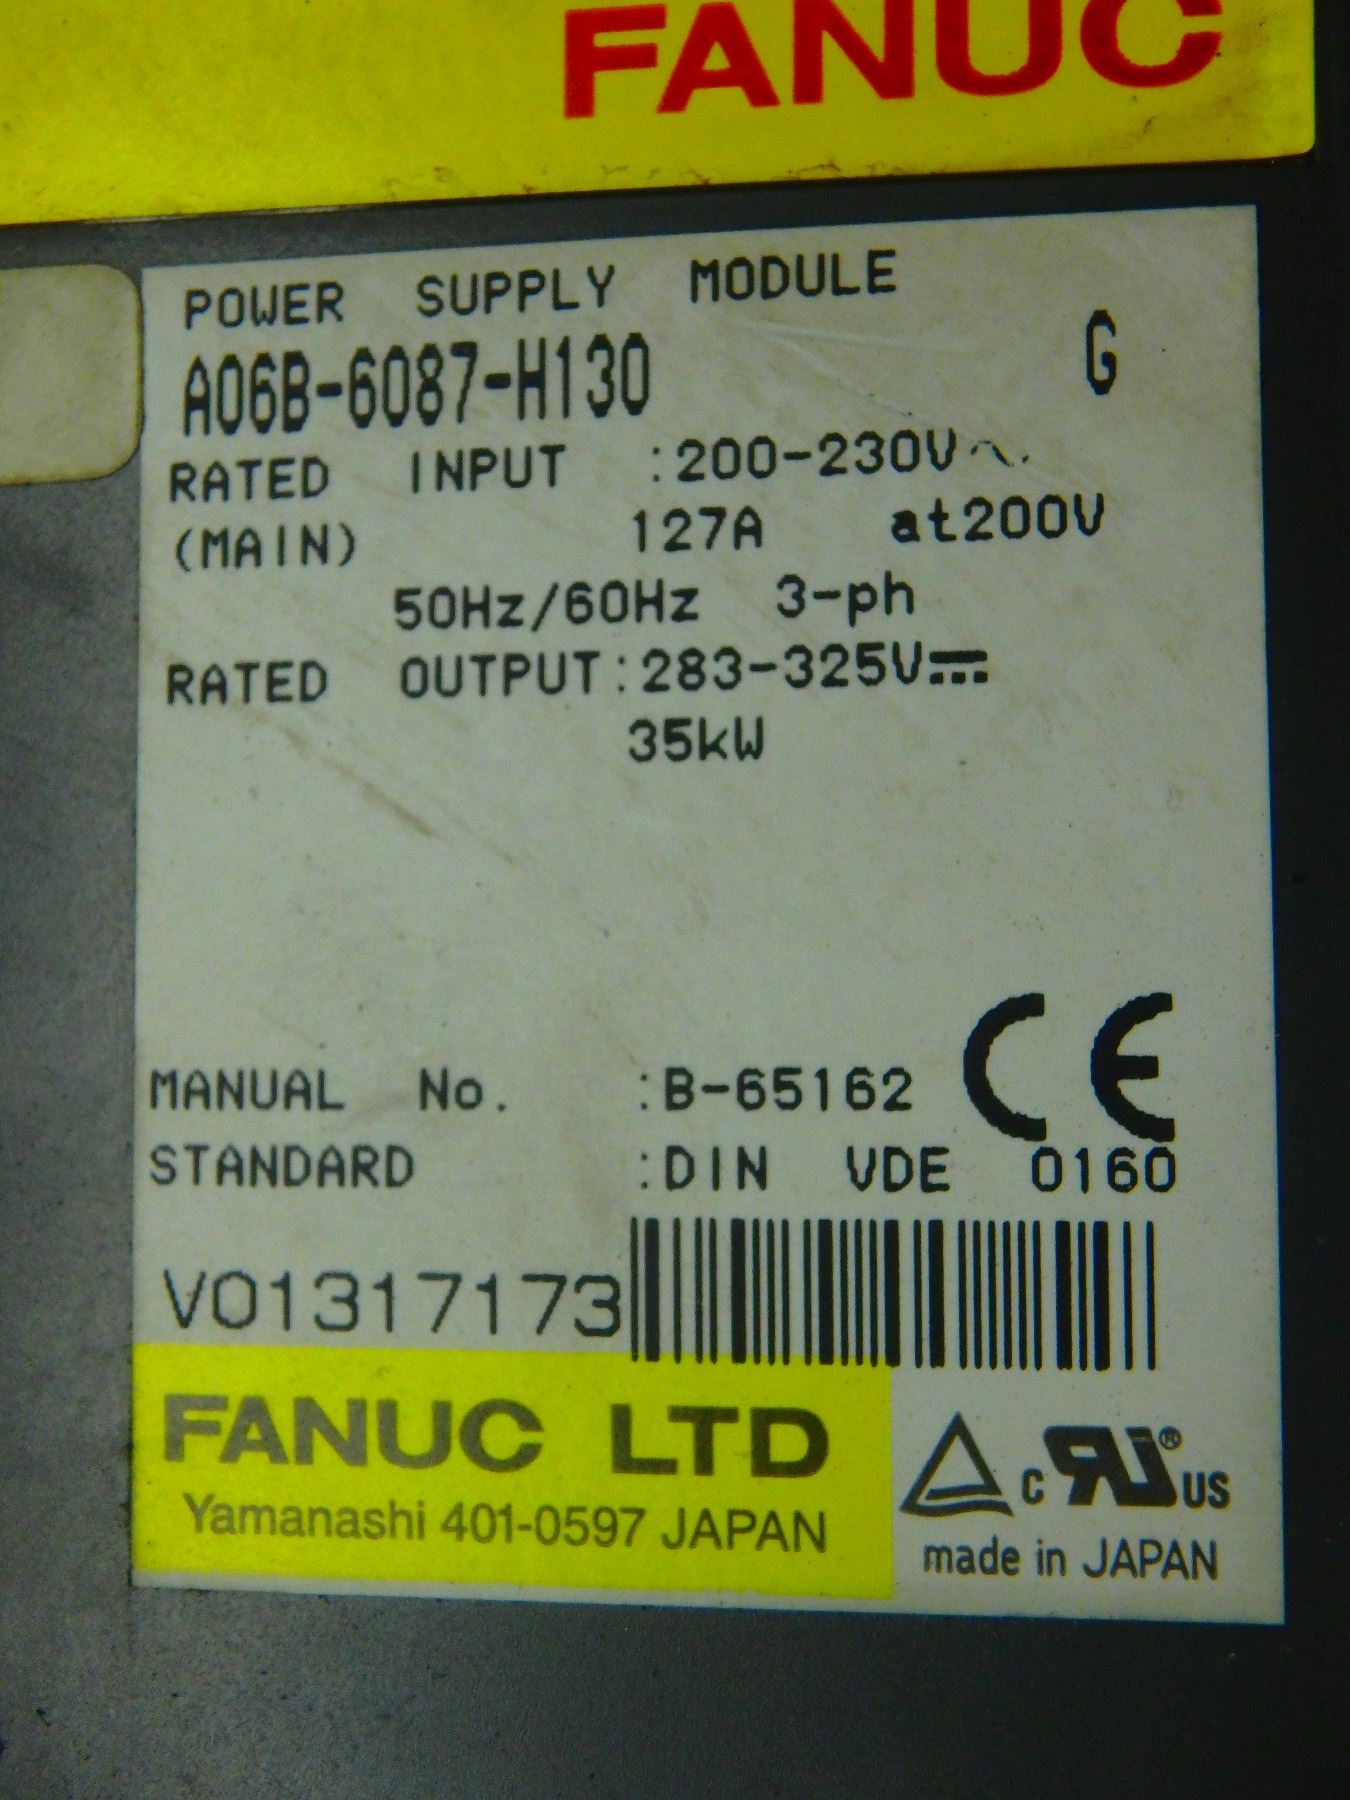 FANUC
POWER SUPPLY MODULE
A06B-6087-H130 G
RATED INPUT :200-230V~
(MAIN) 127A at200V
50Hz/60Hz 3-ph
RATED OUTPUT:283-325V⎓
35kW
MANUAL No. :B-65162 CE
STANDARD :DIN VDE 0160
V01317173
FANUC LTD
Yamanashi 401-0597 JAPAN
c RU® US
made in JAPAN